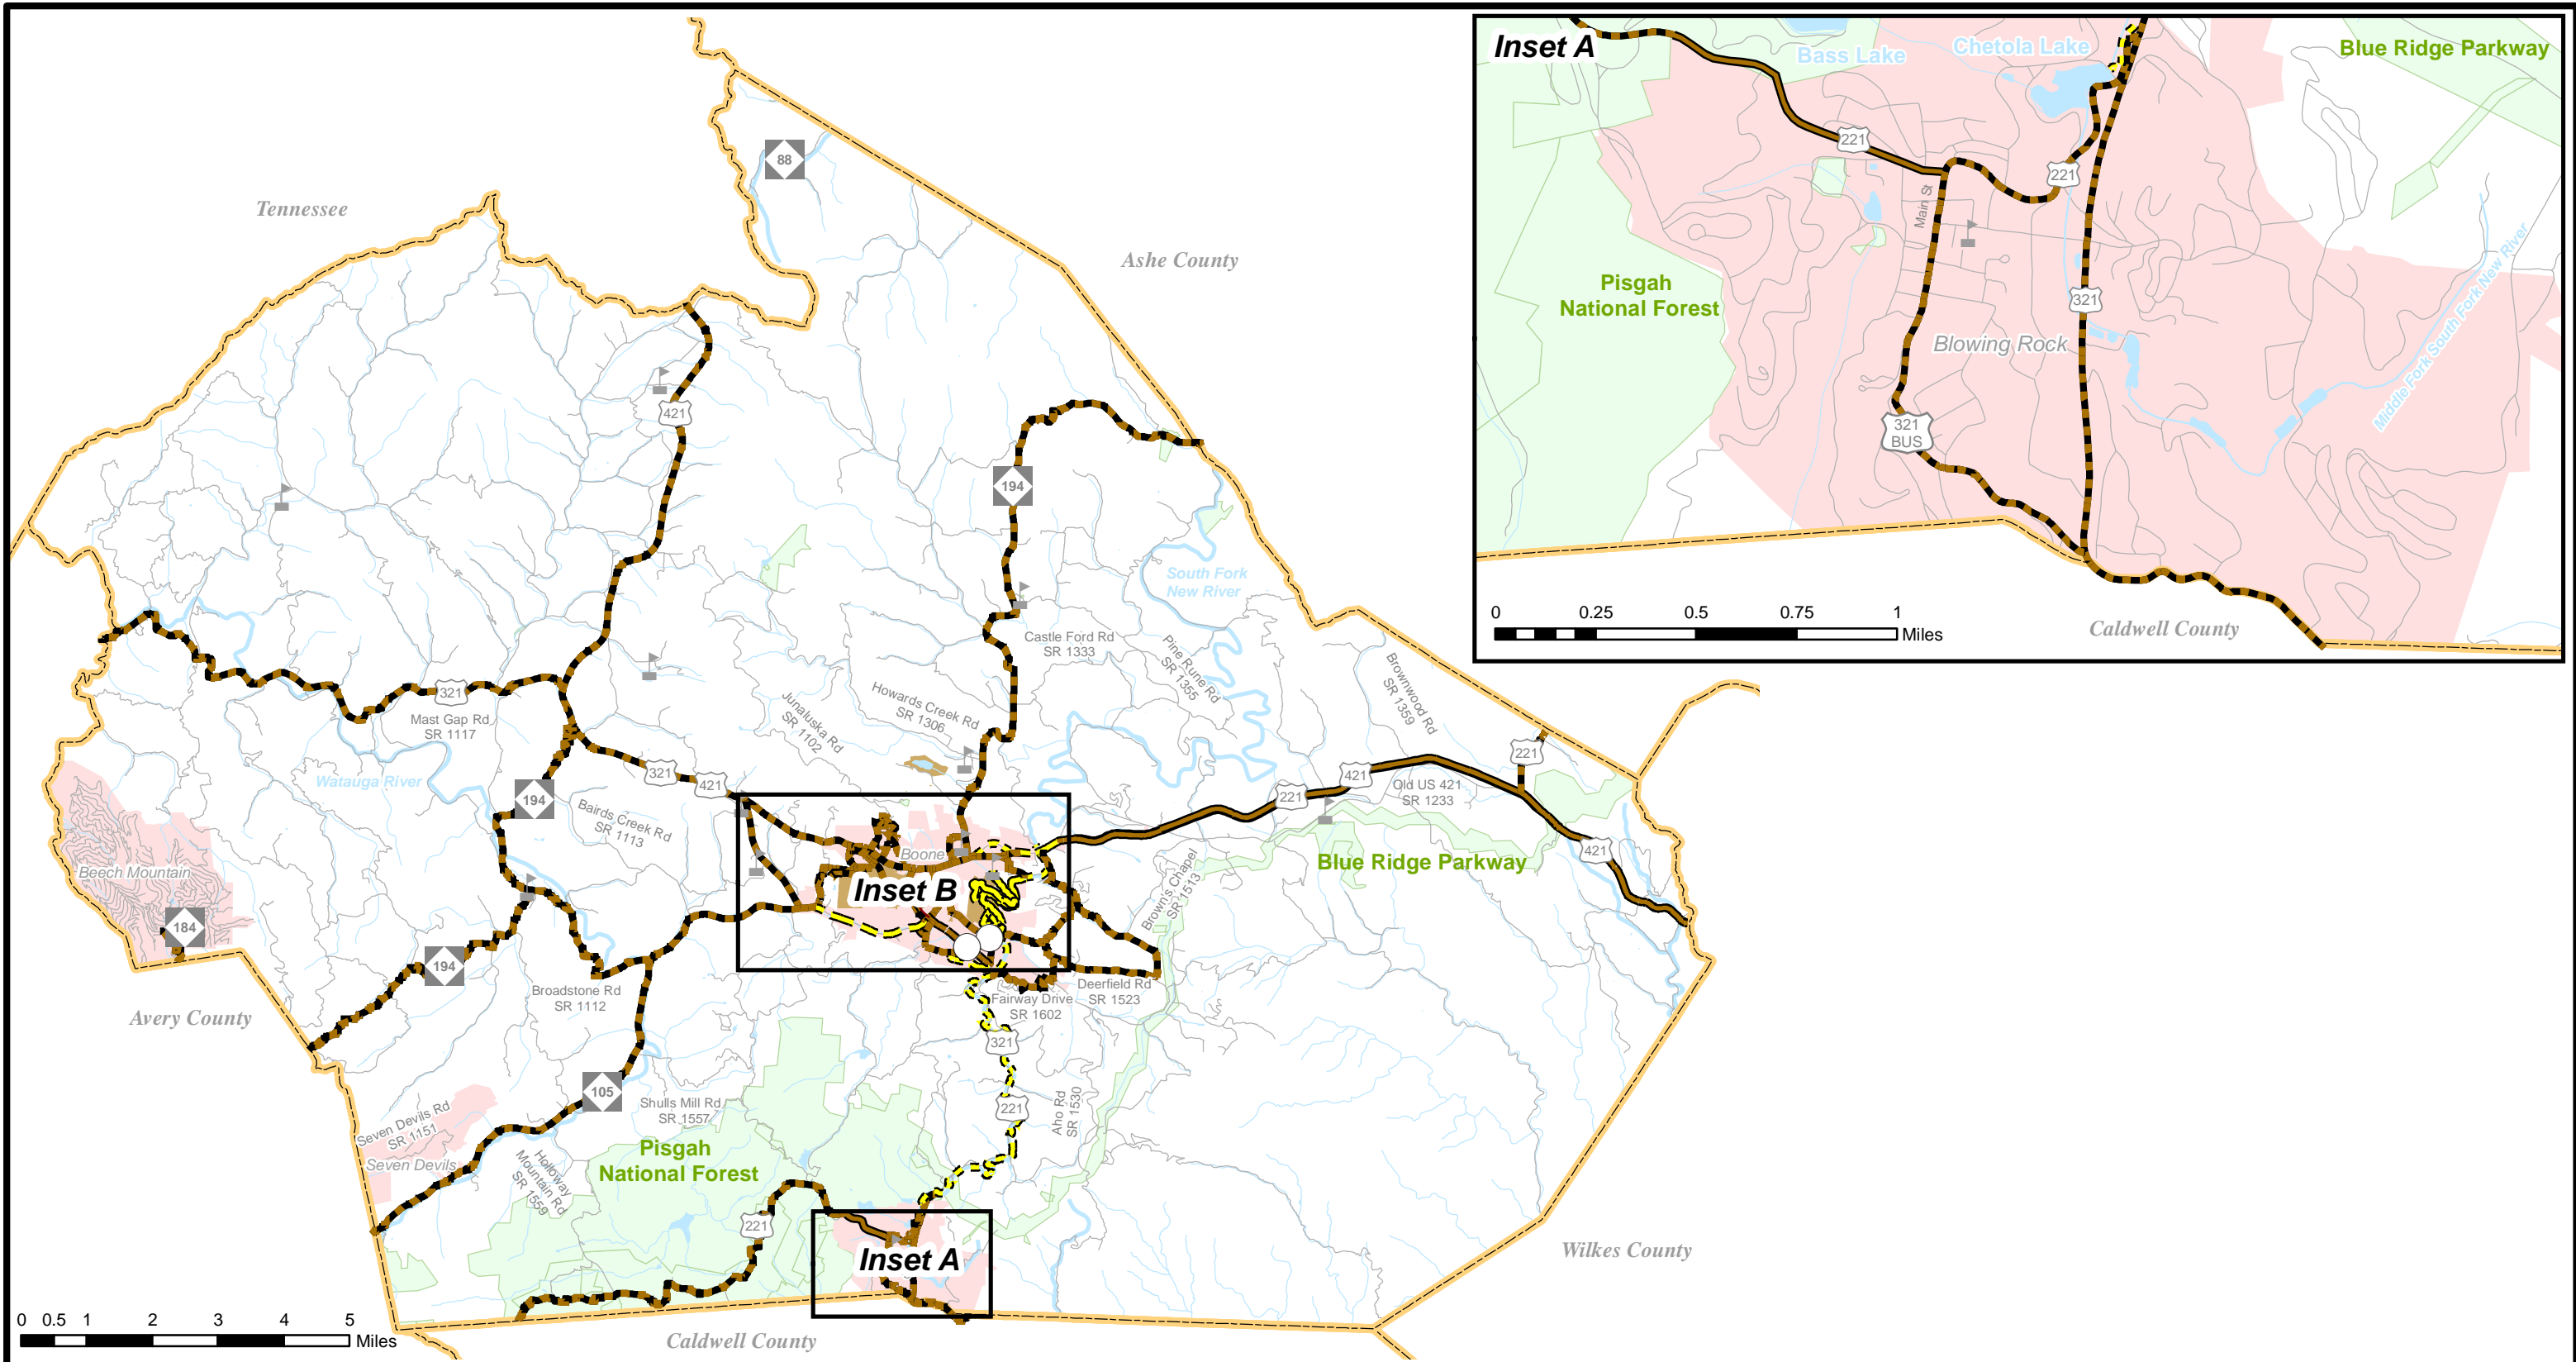 Inset A
Bass Lake
Chetola Lake
Blue Ridge Parkway
221
221
Main St
Pisgah
National Forest
321
Blowing Rock
Middle Fork South Fork New River
321
BUS
0 0.25 0.5 0.75 1
Miles
Caldwell County
88
Tennessee
Ashe County
421
194
South Fork
New River
Castle Ford Rd
SR 1333
Pine Rune Rd
SR 1355
Brownwood Rd
SR 1359
321
Mast Gap Rd
SR 1117
Howards Creek Rd
SR 1306
Junaluska Rd
SR 1102
221
Watauga River
321
421
421
Old US 421
SR 1233
194
221
Bairds Creek Rd
SR 1113
Boone
421
Beech Mountain
Inset B
Blue Ridge Parkway
Brown's Chapel
SR 1513
184
194
Broadstone Rd
SR 1112
Fairway Drive
SR 1602
Deerfield Rd
SR 1523
Avery County
321
105
Shulls Mill Rd
SR 1557
221
Aho Rd
SR 1530
Seven Devils Rd
SR 1151
Seven Devils
Pisgah
National Forest
Holloway
Mountain Rd
SR 1559
221
Inset A
Wilkes County
0 0.5 1 2 3 4 5
Miles
Caldwell County